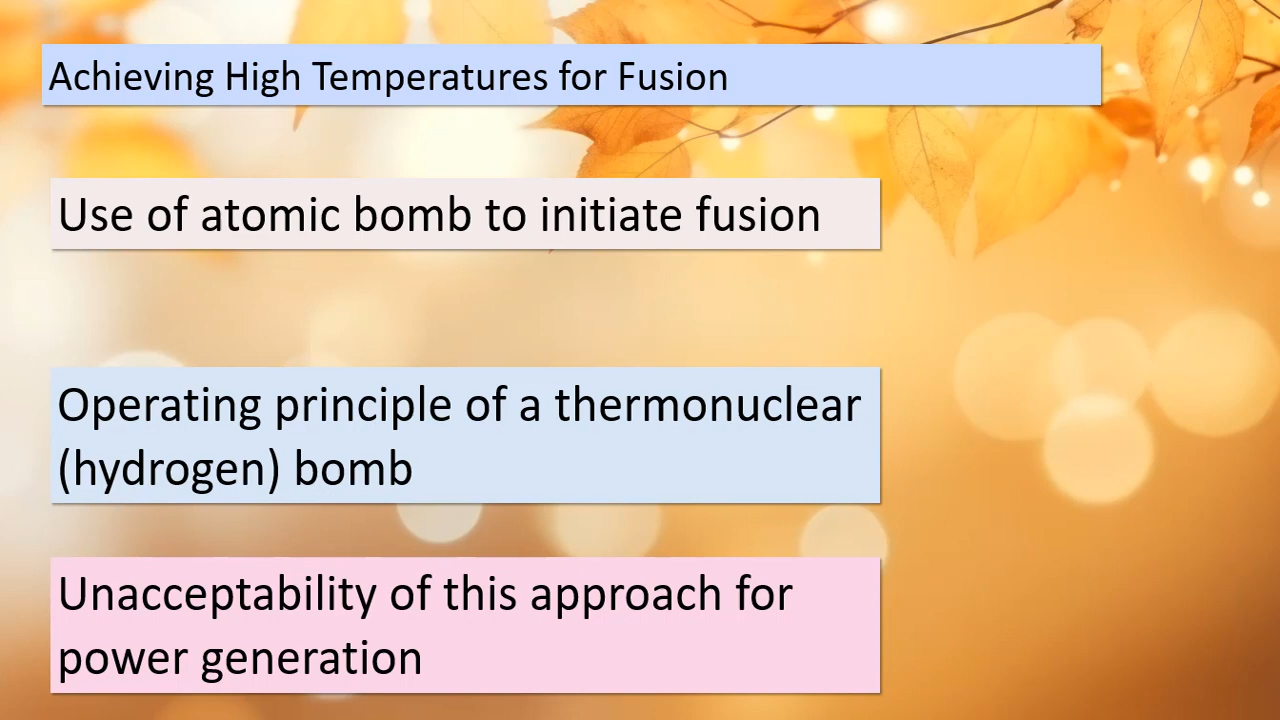 Achieving High Temperatures for Fusion
Use of atomic bomb to initiate fusion
Operating principle of a thermonuclear
(hydrogen) bomb
Unacceptability of this approach for
power generation